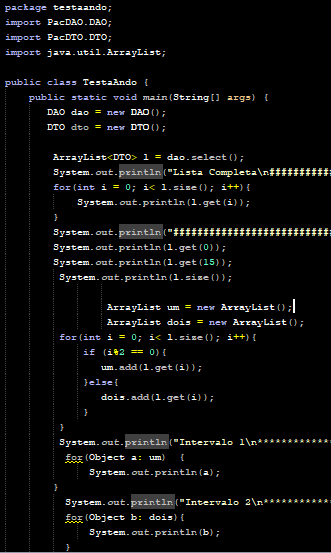 package testaando;
import PacDAO.DAO;
import PacDTO.DTO;
import java.util.ArrayList;
public class TestaAndo {
public static void main(String[] args) {
DAO dao = new DAO();
DTO dto = new DTO();
ArrayList<DTO> l = dao.select();
System.out.println("Lista Completa\n###########
for(int i = 0; i< l.size(); i++){
System.out.println(l.get(i));
}
System.out.println("############################
System.out.println(l.get(0));
System.out.println(l.get(15));
System.out.println(l.size());
ArrayList um = new ArrayList();
ArrayList dois = new ArrayList();
for(int i = 0; i< l.size(); i++){
if (i%2 == 0){
um.add(l.get(i));
}else{
dois.add(l.get(i));
}
}
System.out.println("Intervalo 1\n*************
for(Object a: um) {
System.out.println(a);
}
System.out.println("Intervalo 2\n************
for(Object b: dois){
System.out.println(b);
}